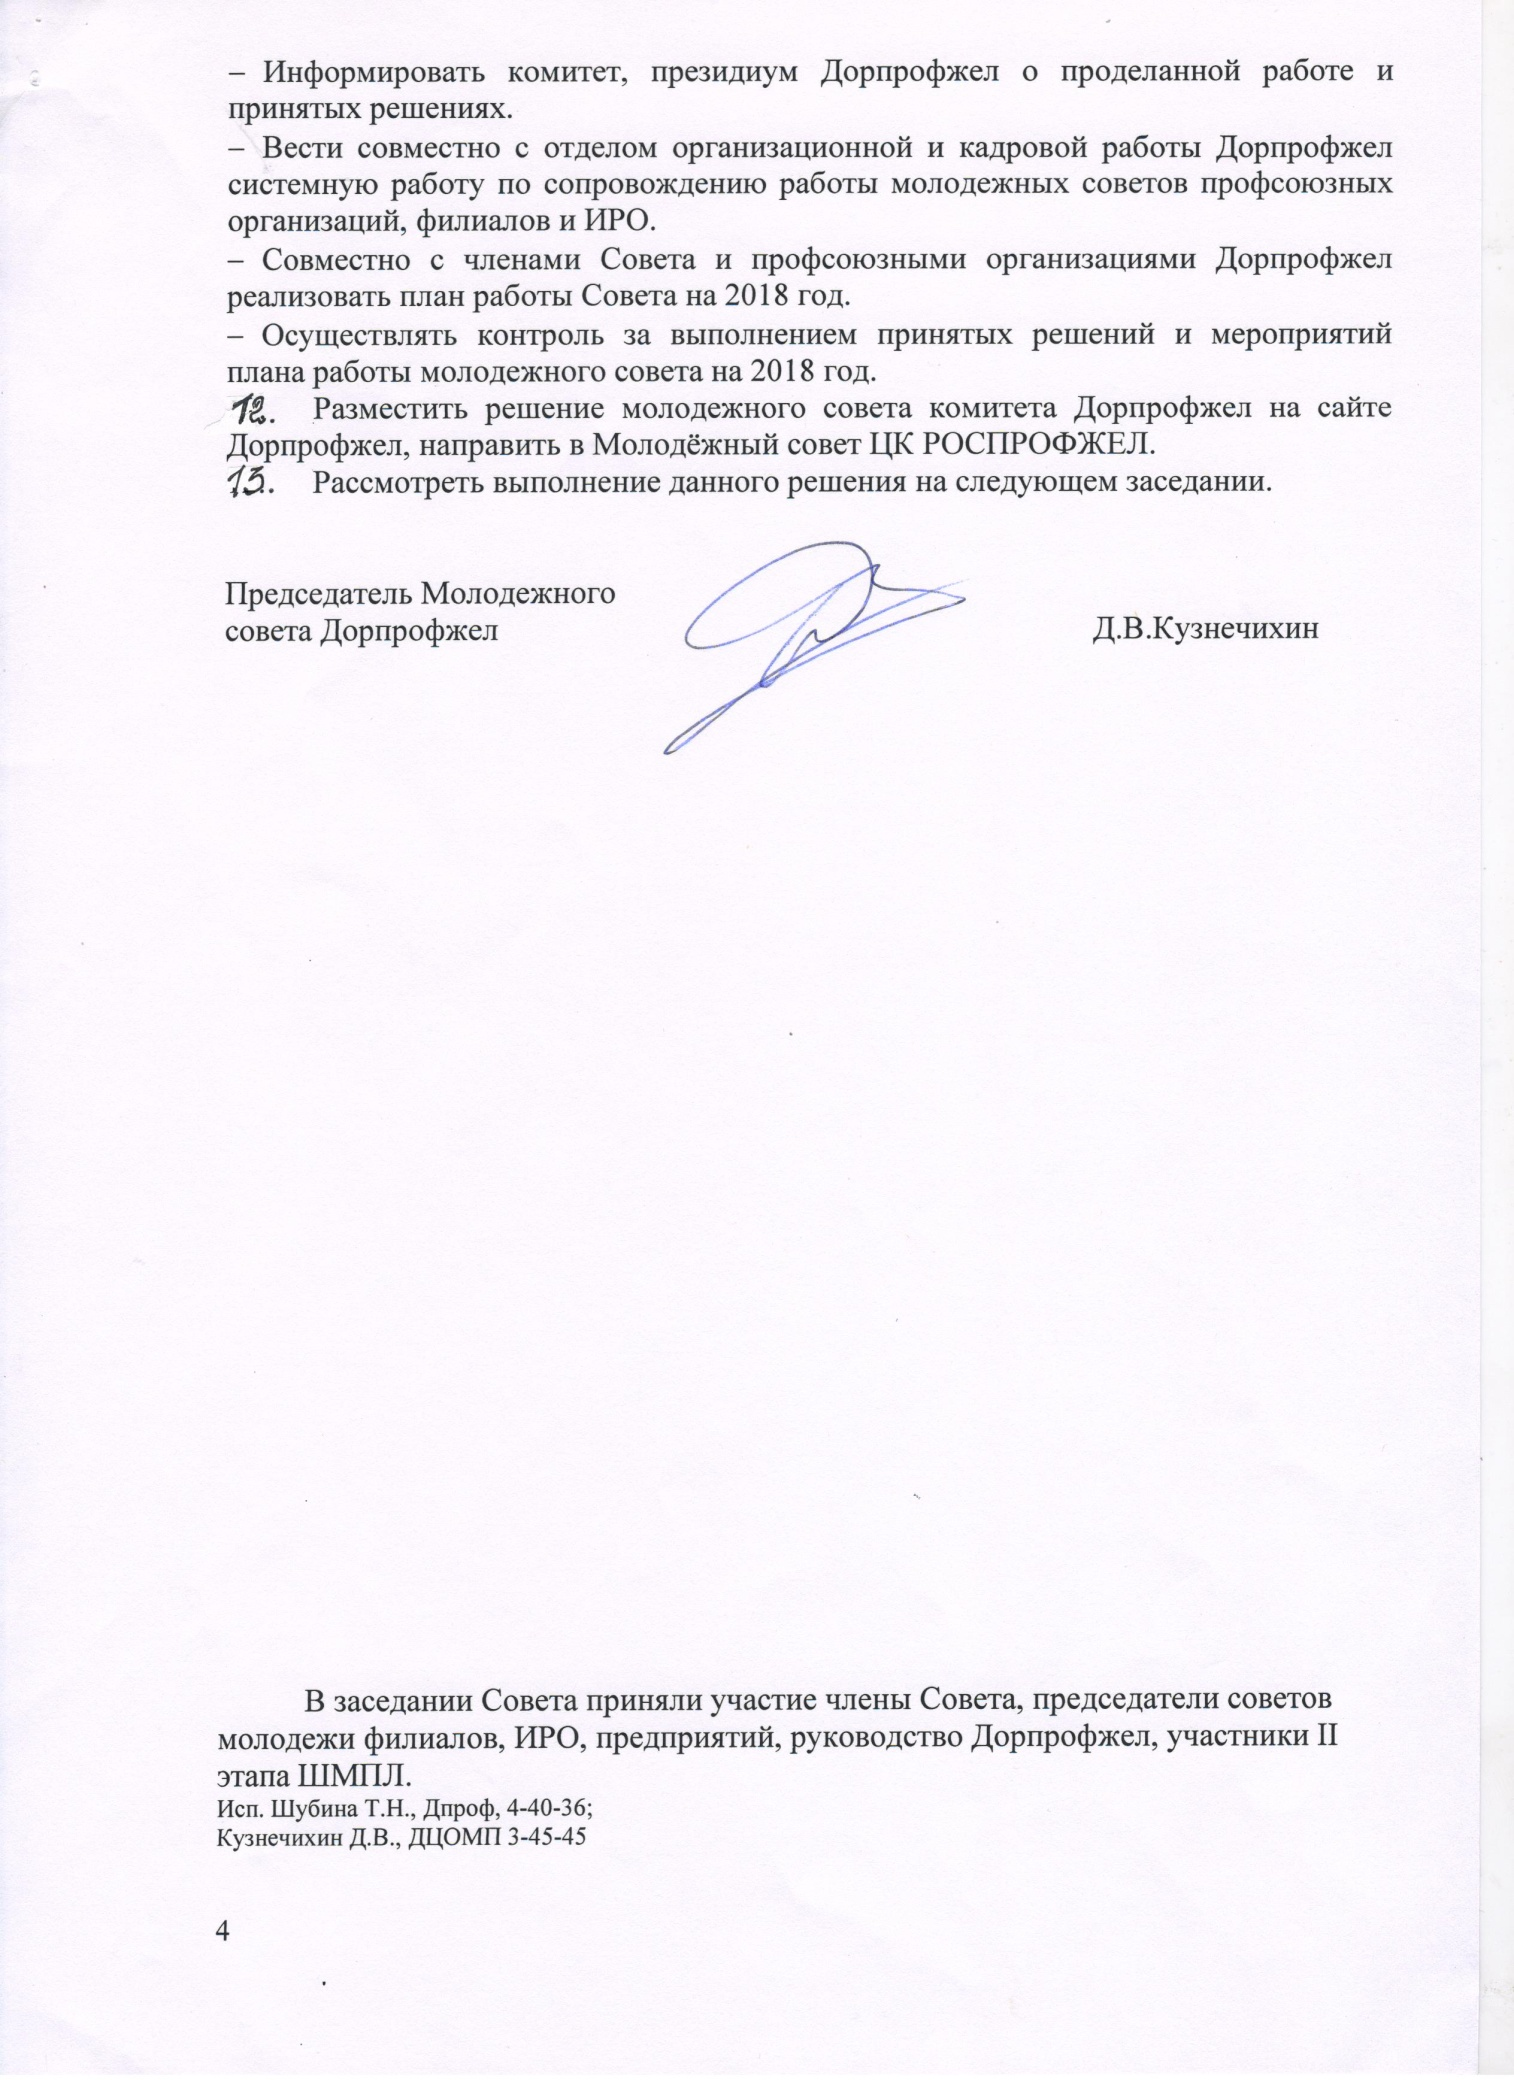 – Информировать комитет, президиум Дорпрофжел о проделанной работе и
принятых решениях.
– Вести совместно с отделом организационной и кадровой работы Дорпрофжел
системную работу по сопровождению работы молодежных советов профсоюзных
организаций, филиалов и ИРО.
– Совместно с членами Совета и профсоюзными организациями Дорпрофжел
реализовать план работы Совета на 2018 год.
– Осуществлять контроль за выполнением принятых решений и мероприятий
плана работы молодежного совета на 2018 год.
12. Разместить решение молодежного совета комитета Дорпрофжел на сайте
Дорпрофжел, направить в Молодёжный совет ЦК РОСПРОФЖЕЛ.
13. Рассмотреть выполнение данного решения на следующем заседании.
Председатель Молодежного
совета Дорпрофжел Д.В.Кузнечихин
В заседании Совета приняли участие члены Совета, председатели советов
молодежи филиалов, ИРО, предприятий, руководство Дорпрофжел, участники II
этапа ШМПЛ.
Исп. Шубина Т.Н., Дпроф, 4-40-36;
Кузнечихин Д.В., ДЦОМП 3-45-45
4